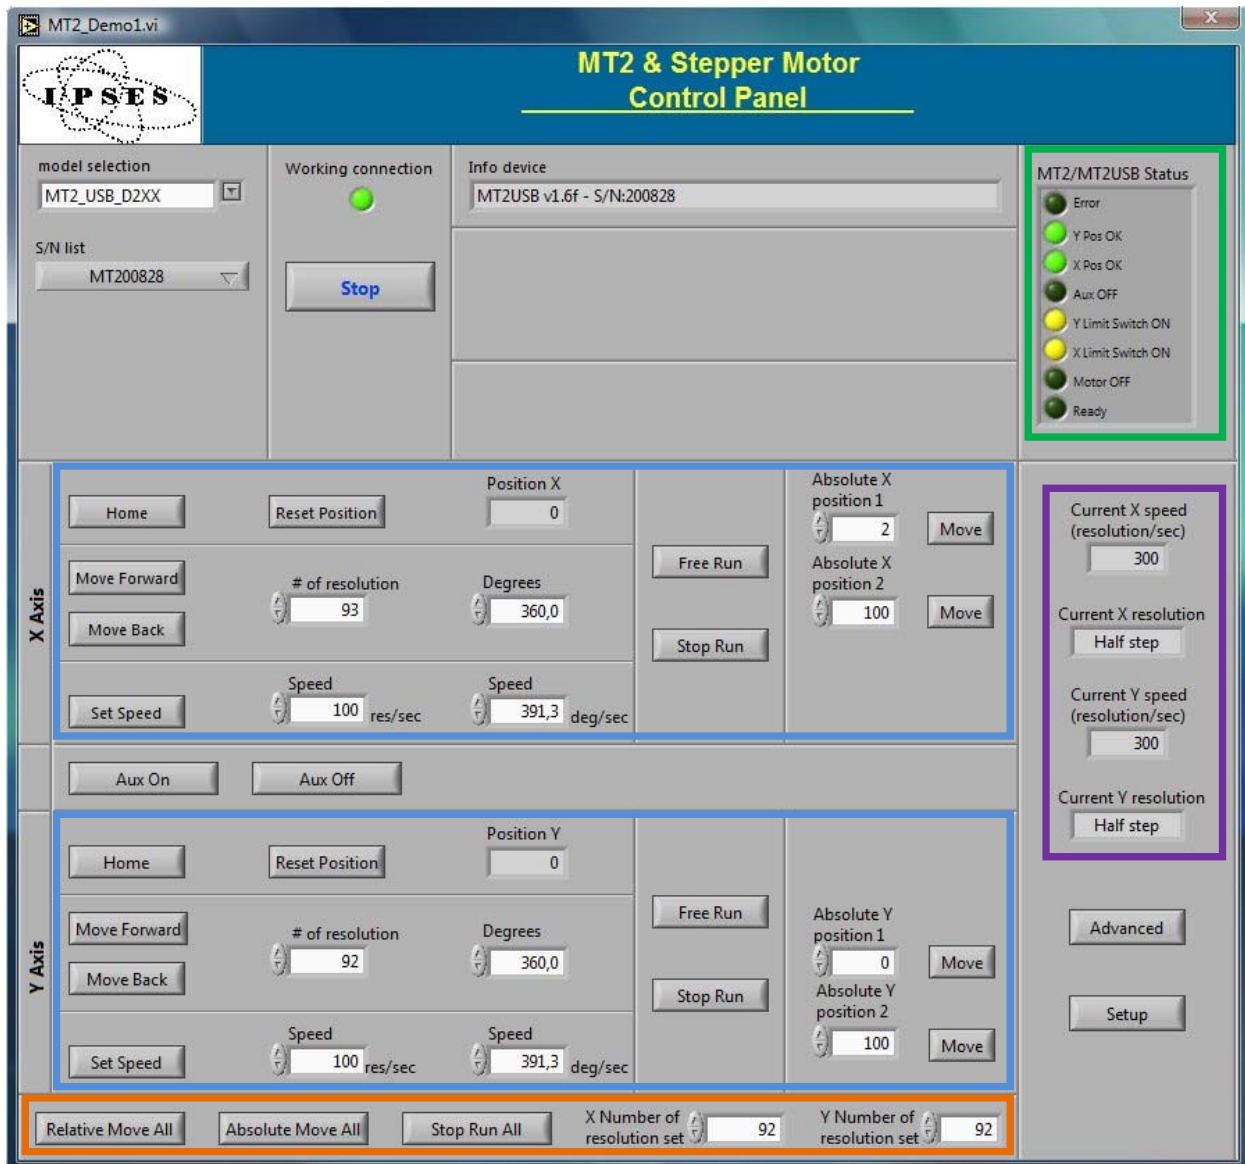 MT2_Demo1.vi
IPSES
MT2 & Stepper Motor
Control Panel
model selection
MT2_USB_D2XX
S/N list
MT200828
Working connection
Stop
Info device
MT2USB v1.6f - S/N:200828
MT2/MT2USB Status
Error
Y Pos OK
X Pos OK
Aux OFF
Y Limit Switch ON
X Limit Switch ON
Motor OFF
Ready
X Axis
Home
Reset Position
Position X
0
Move Forward
Move Back
# of resolution
93
Degrees
360,0
Set Speed
Speed
100 res/sec
Speed
391,3 deg/sec
Free Run
Stop Run
Absolute X
position 1
2
Move
Absolute X
position 2
100
Move
Current X speed
(resolution/sec)
300
Current X resolution
Half step
Current Y speed
(resolution/sec)
300
Current Y resolution
Half step
Aux On
Aux Off
Y Axis
Home
Reset Position
Position Y
0
Move Forward
Move Back
# of resolution
92
Degrees
360,0
Set Speed
Speed
100 res/sec
Speed
391,3 deg/sec
Free Run
Stop Run
Absolute Y
position 1
0
Move
Absolute Y
position 2
100
Move
Advanced
Setup
Relative Move All
Absolute Move All
Stop Run All
X Number of
resolution set
92
Y Number of
resolution set
92